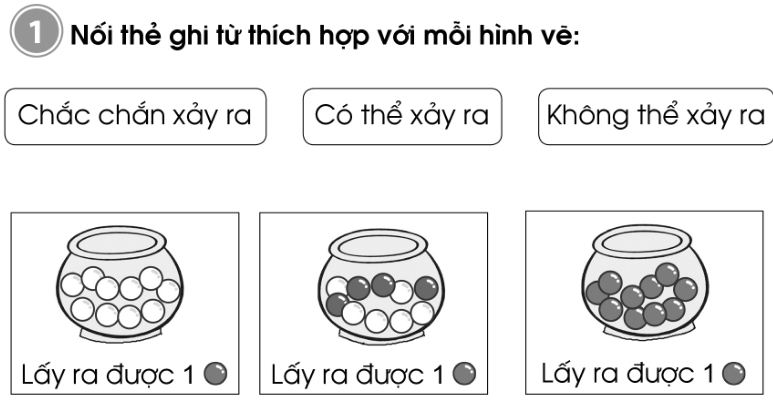 1 Nối thẻ ghi từ thích hợp với mỗi hình vẽ:
Chắc chắn xảy ra
Có thể xảy ra
Không thể xảy ra
Lấy ra được 1
Lấy ra được 1
Lấy ra được 1